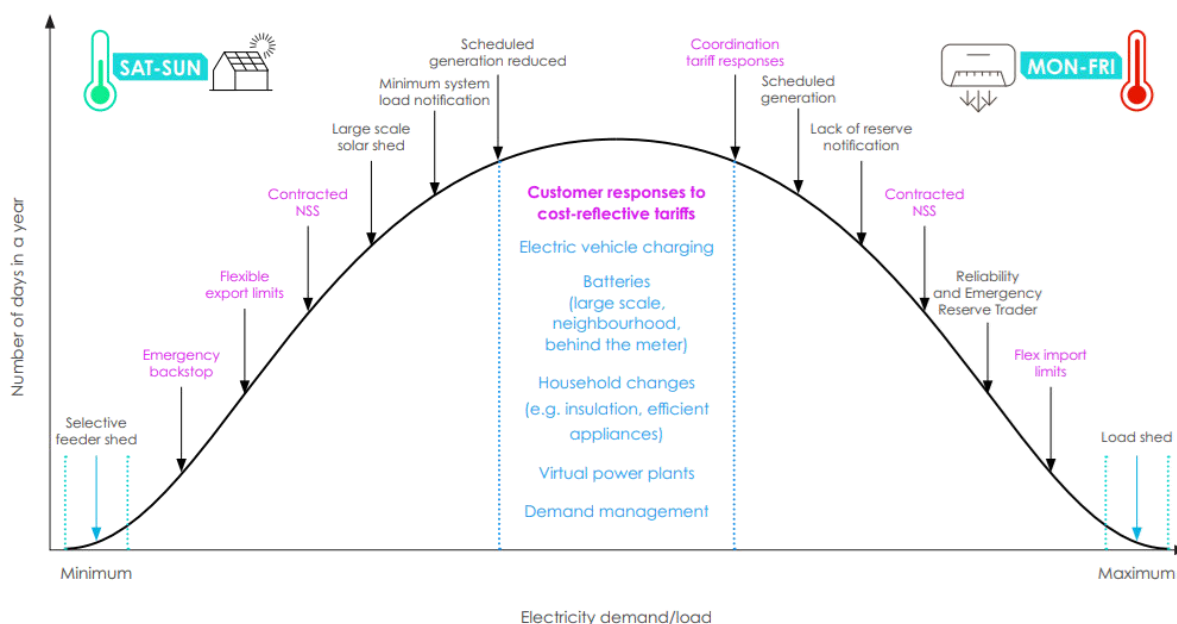 SAT-SUN
MON-FRI
Scheduled
generation reduced
Minimum system
load notification
Large scale
solar shed
Contracted
NSS
Flexible
export limits
Emergency
backstop
Selective
feeder shed
Coordination
tariff responses
Scheduled
generation
Lack of reserve
notification
Contracted
NSS
Reliability
and Emergency
Reserve Trader
Flex import
limits
Load shed
Customer responses to
cost-reflective tariffs
Electric vehicle charging
Batteries
(large scale,
neighbourhood,
behind the meter)
Household changes
(e.g. insulation, efficient
appliances)
Virtual power plants
Demand management
Number of days in a year
Minimum
Maximum
Electricity demand/load